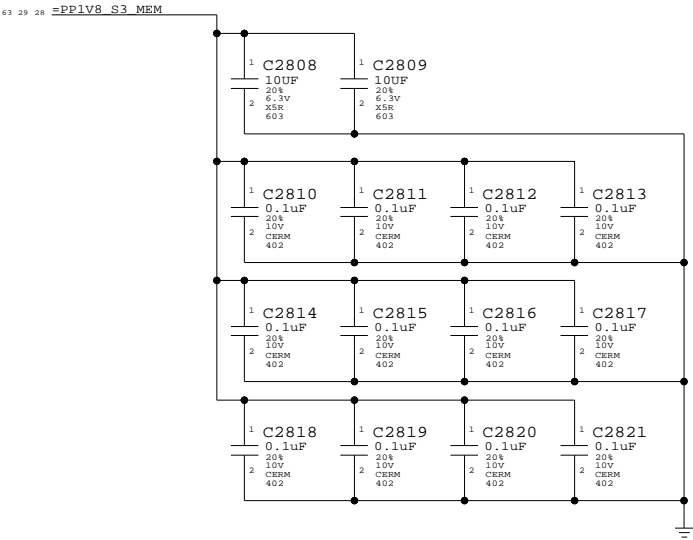 63 29 28 =PP1V8_S3_MEM
1 C2808
10UF
20%
6.3V
2 X5R
603
1 C2809
10UF
20%
6.3V
2 X5R
603
1 C2810
0.1uF
20%
10V
2 CERM
402
1 C2811
0.1uF
20%
10V
2 CERM
402
1 C2812
0.1uF
20%
10V
2 CERM
402
1 C2813
0.1uF
20%
10V
2 CERM
402
1 C2814
0.1uF
20%
10V
2 CERM
402
1 C2815
0.1uF
20%
10V
2 CERM
402
1 C2816
0.1uF
20%
10V
2 CERM
402
1 C2817
0.1uF
20%
10V
2 CERM
402
1 C2818
0.1uF
20%
10V
2 CERM
402
1 C2819
0.1uF
20%
10V
2 CERM
402
1 C2820
0.1uF
20%
10V
2 CERM
402
1 C2821
0.1uF
20%
10V
2 CERM
402